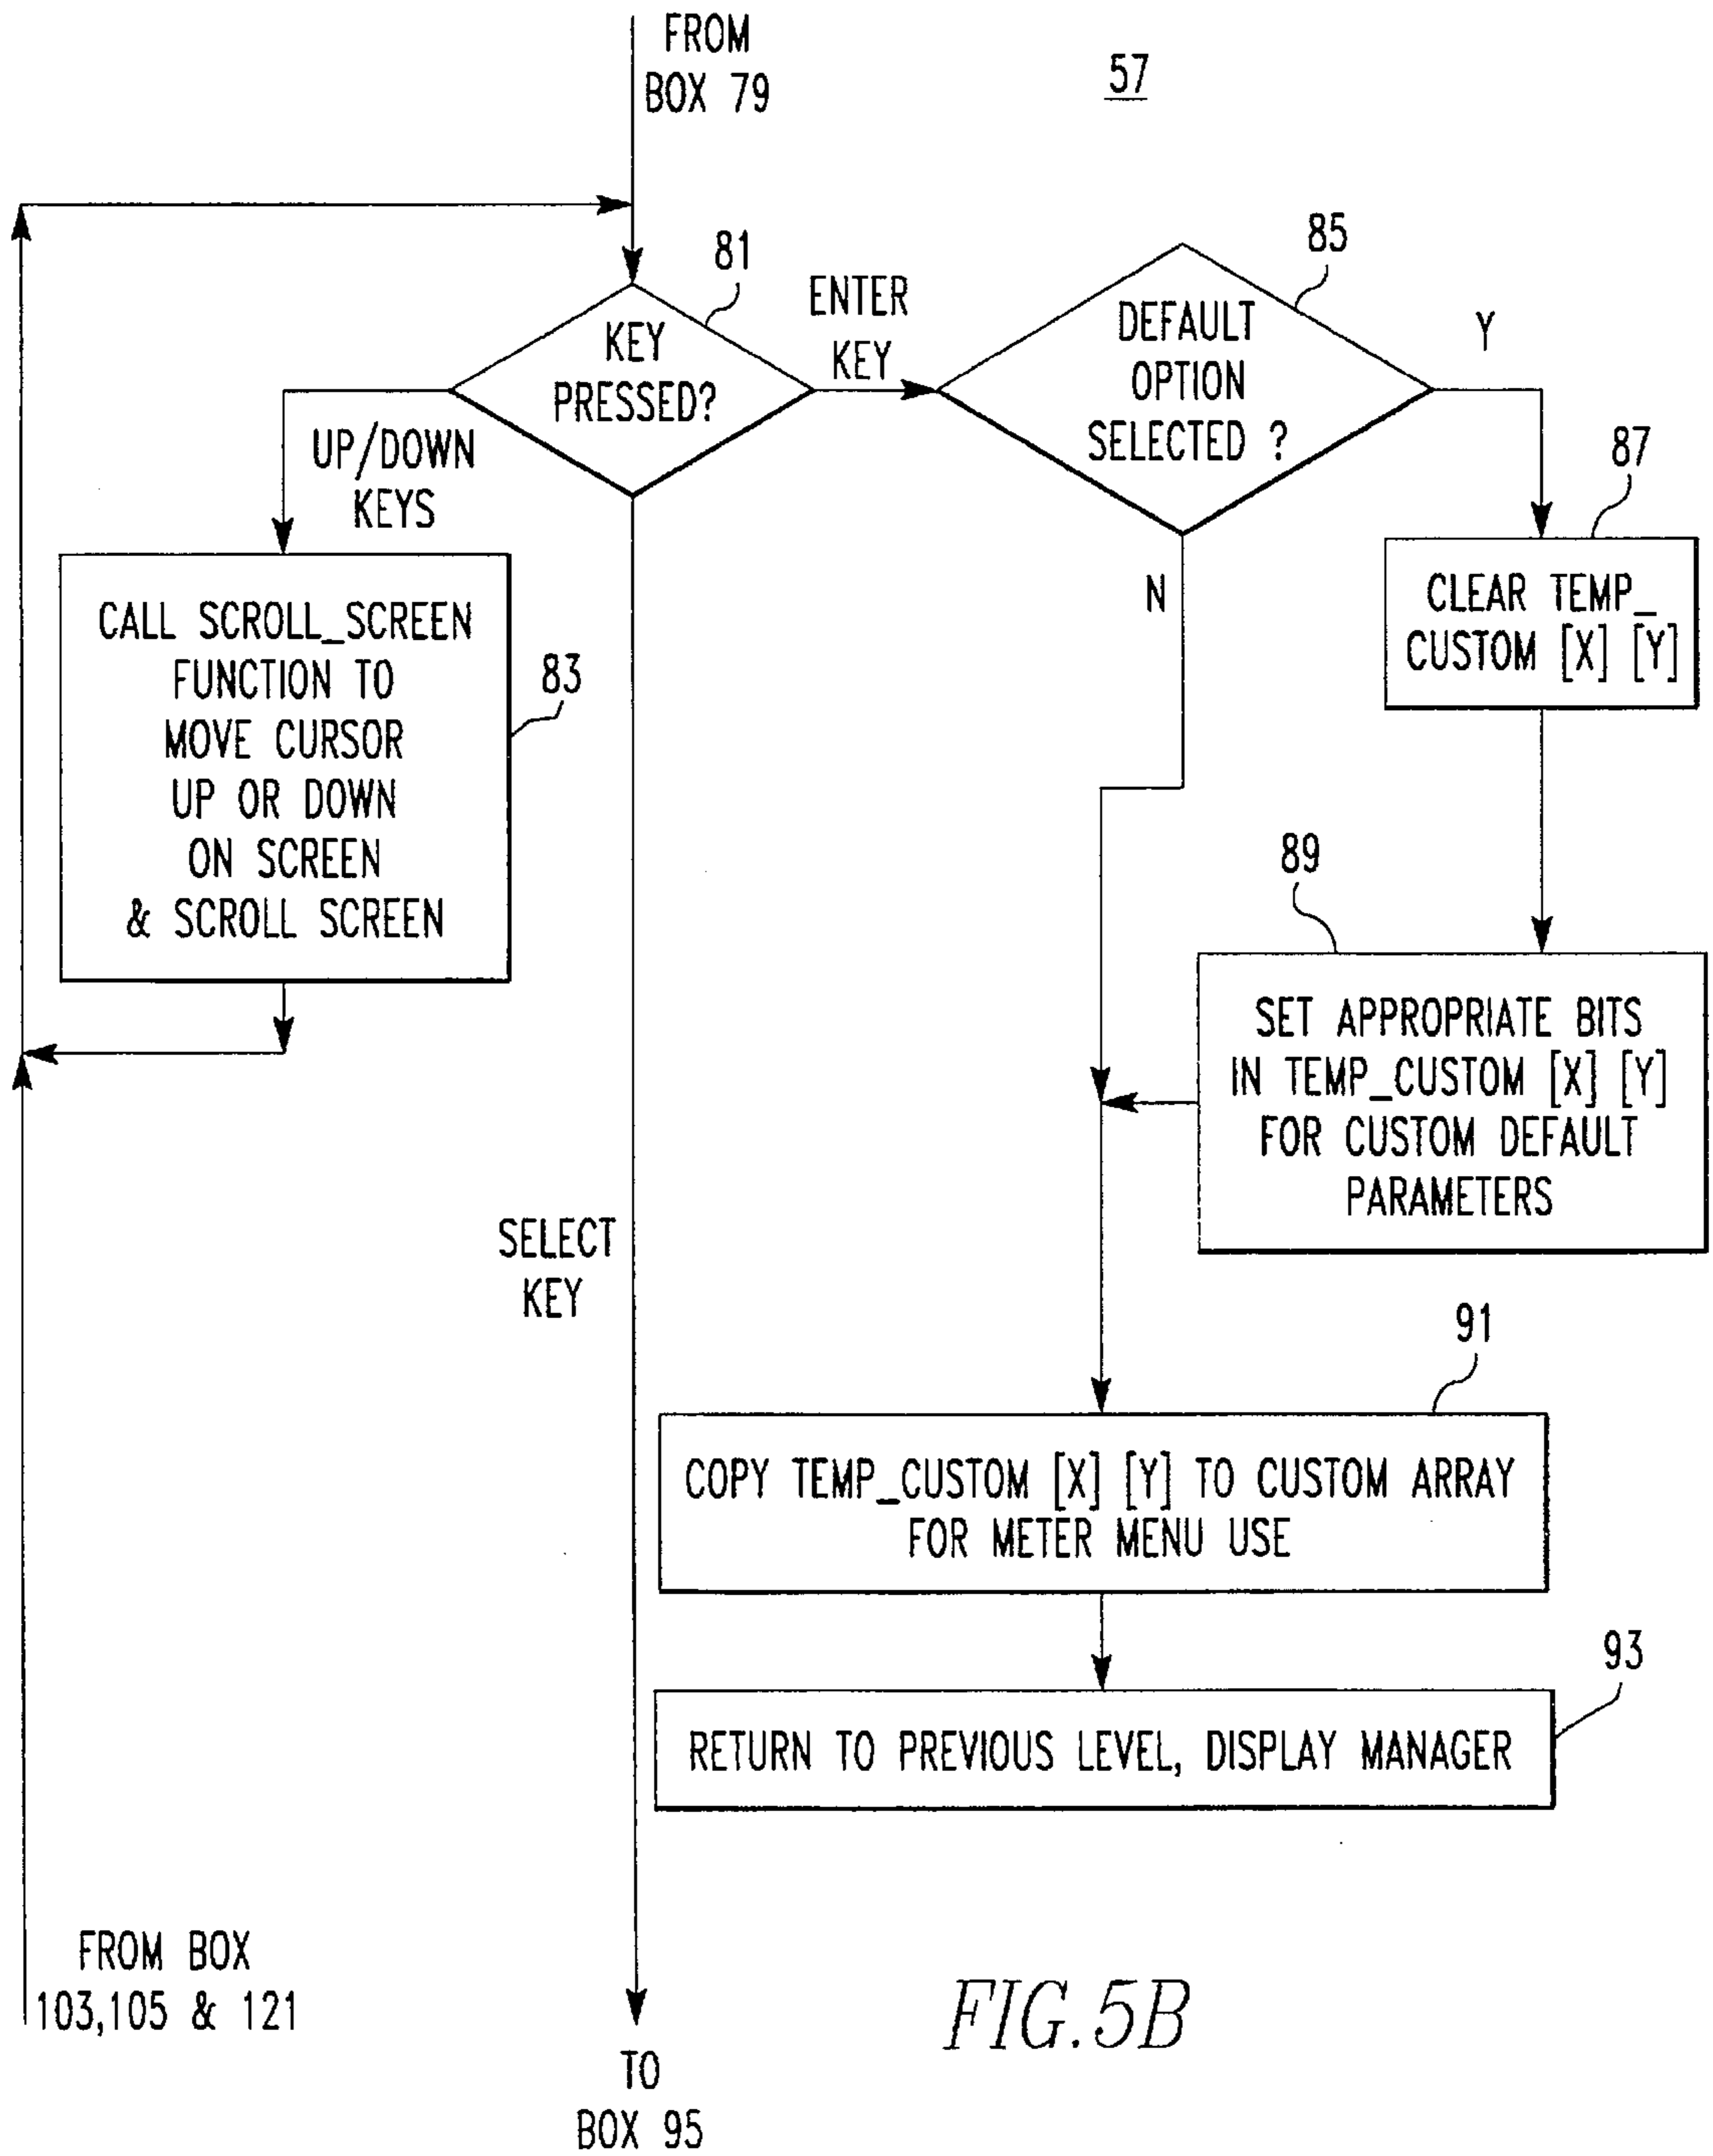 FROM
BOX 79
57
81
KEY
PRESSED?
ENTER
KEY
85
DEFAULT
OPTION
SELECTED ?
Y
N
UP/DOWN
KEYS
87
CLEAR TEMP_
CUSTOM [X] [Y]
CALL SCROLL_SCREEN
FUNCTION TO
MOVE CURSOR
UP OR DOWN
ON SCREEN
& SCROLL SCREEN
83
89
SET APPROPRIATE BITS
IN TEMP_CUSTOM [X] [Y]
FOR CUSTOM DEFAULT
PARAMETERS
SELECT
KEY
91
COPY TEMP_CUSTOM [X] [Y] TO CUSTOM ARRAY
FOR METER MENU USE
93
RETURN TO PREVIOUS LEVEL, DISPLAY MANAGER
FROM BOX
103,105 & 121
TO
BOX 95
FIG.5B